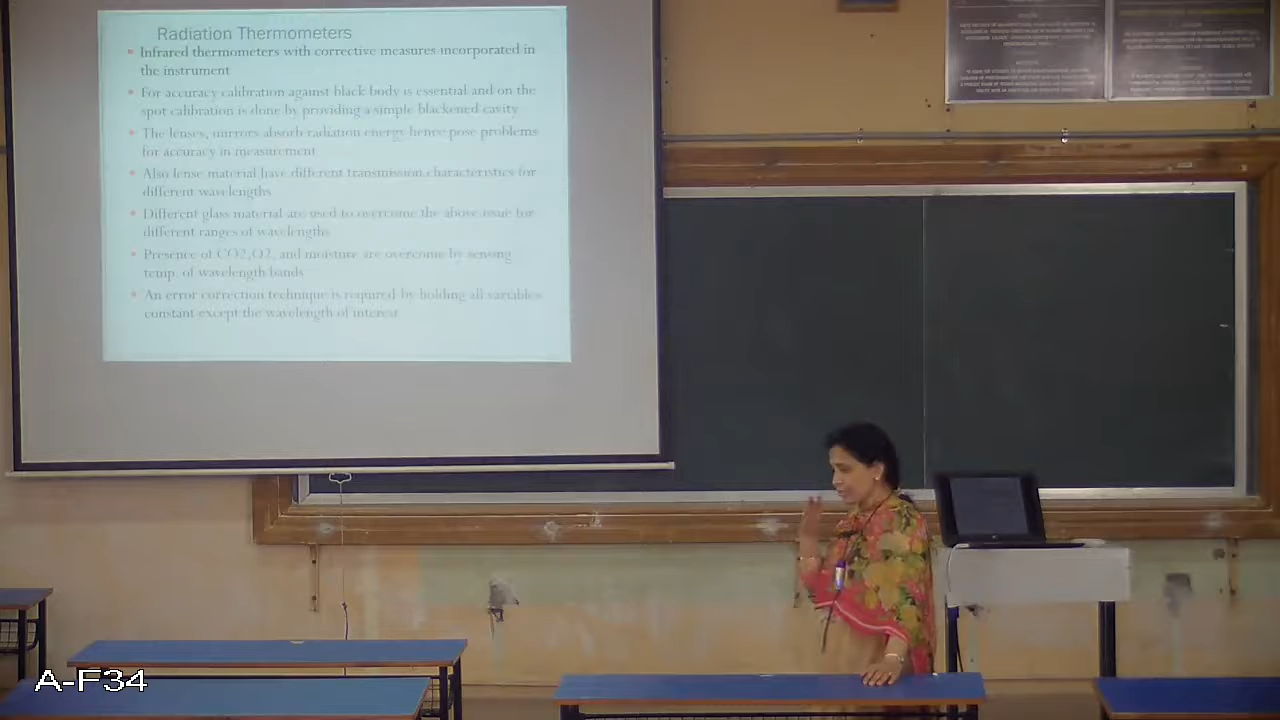 Radiation Thermometers
Infrared thermometers with corrective measures incorporated in
the instrument
For accuracy calibration against black body is essential and on the
spot calibration is done by providing a simple blackened cavity
The lenses, mirrors absorb radiation energy hence pose problems
for accuracy in measurement
Also lense material have different transmission characteristics for
different wavelengths
Different glass material are used to overcome the above issue for
different ranges of wavelengths
Presence of CO2,O2, and moisture are overcome by sensing
temp. of wavelength bands
An error correction technique is required by holding all variables
constant except the wavelength of interest
A-F34